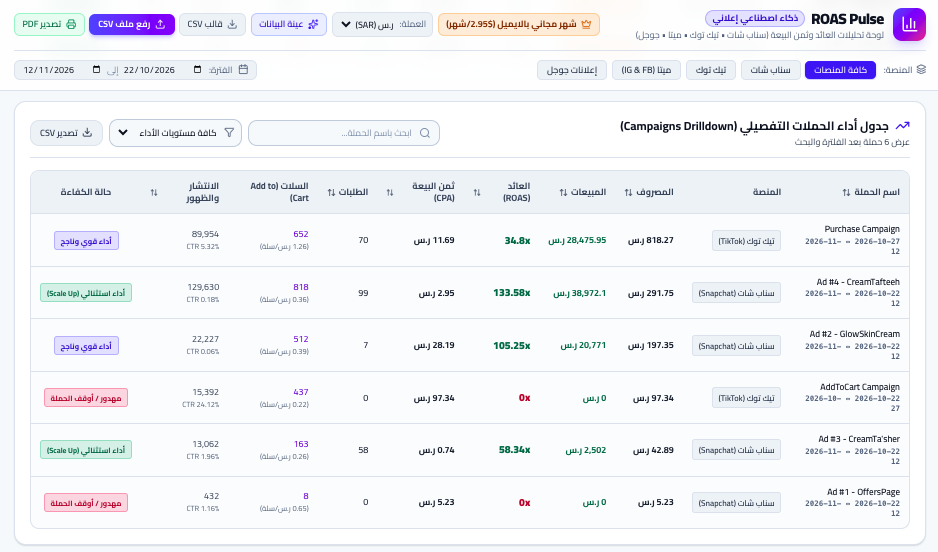 ROAS Pulse ذكاء اصطناعي إعلاني
لوحة تحليلات العائد وثمن البيعة (سناب شات • تيك توك • ميتا • جوجل)
شهر مجاني بالايميل (2.95$/شهر)
العملة: ر.س (SAR)
عينة البيانات
قالب CSV
رفع ملف CSV
تصدير PDF
المنصة: كافة المنصات سناب شات تيك توك ميتا (IG & FB) إعلانات جوجل
الفترة: 22/10/2026 إلى 12/11/2026
جدول أداء الحملات التفصيلي (Campaigns Drilldown)
عرض 6 حملة بعد الفلترة والبحث
ابحث باسم الحملة...
كافة مستويات الأداء
تصدير CSV
اسم الحملة المنصة المصروف المبيعات العائد (ROAS) ثمن البيعة (CPA) الطلبات السلات (Add to Cart) الانتشار والظهور حالة الكفاءة
Purchase Campaign
2026-10-27 ↔ 2026-11-12
تيك توك (TikTok) 818.27 ر.س 28,475.95 ر.س 34.8x 11.69 ر.س 70 652 (1.26 ر.س/سلة) 89,954 CTR 5.32% أداء قوي وناجح
Ad #4 - CreamTafteeh
2026-10-22 ↔ 2026-11-12
سناب شات (Snapchat) 291.75 ر.س 38,972.1 ر.س 133.58x 2.95 ر.س 99 818 (0.36 ر.س/سلة) 129,630 CTR 0.18% أداء استثنائي (Scale Up)
Ad #2 - GlowSkinCream
2026-10-22 ↔ 2026-11-12
سناب شات (Snapchat) 197.35 ر.س 20,771 ر.س 105.25x 28.19 ر.س 7 512 (0.39 ر.س/سلة) 22,227 CTR 0.06% أداء قوي وناجح
AddToCart Campaign
2026-10-22 ↔ 2026-10-27
تيك توك (TikTok) 97.34 ر.س 0 ر.س 0x 97.34 ر.س 0 437 (0.22 ر.س/سلة) 15,392 CTR 24.12% مهدور / أوقف الحملة
Ad #3 - CreamTa'sher
2026-10-22 ↔ 2026-11-12
سناب شات (Snapchat) 42.89 ر.س 2,502 ر.س 58.34x 0.74 ر.س 58 163 (0.26 ر.س/سلة) 13,062 CTR 1.96% أداء استثنائي (Scale Up)
Ad #1 - OffersPage
2026-10-22 ↔ 2026-11-12
سناب شات (Snapchat) 5.23 ر.س 0 ر.س 0x 5.23 ر.س 0 8 (0.65 ر.س/سلة) 432 CTR 1.16% مهدور / أوقف الحملة